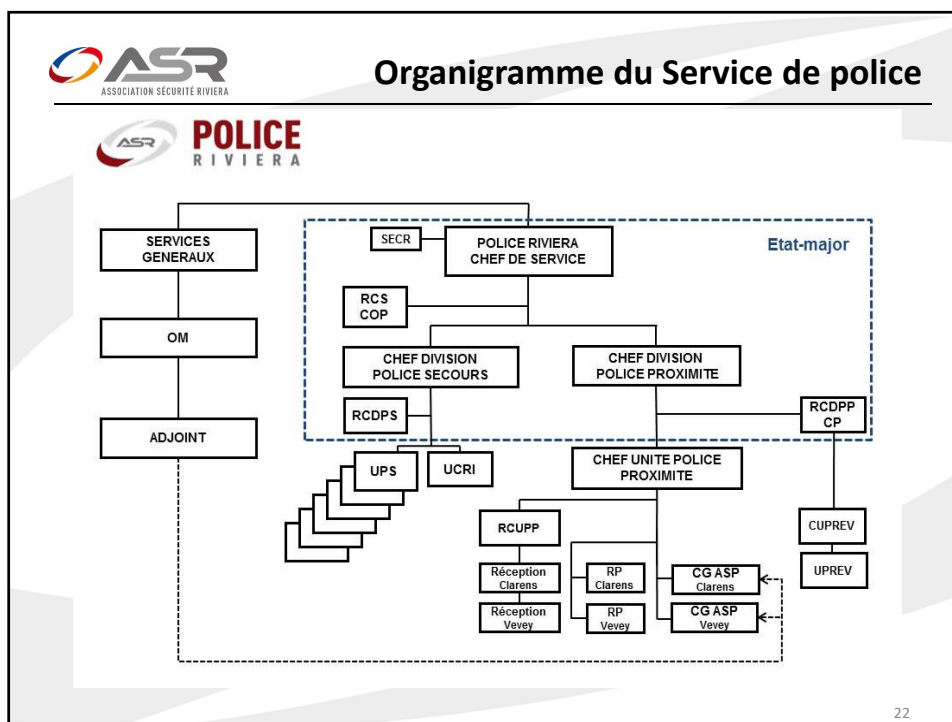 ASR
ASSOCIATION SÉCURITÉ RIVIERA
Organigramme du Service de police
ASR
POLICE
RIVIERA
SERVICES
GENERAUX
SECR
POLICE RIVIERA
CHEF DE SERVICE
Etat-major
RCS
COP
OM
CHEF DIVISION
POLICE SECOURS
CHEF DIVISION
POLICE PROXIMITE
RCDPS
RCDPP
CP
ADJOINT
UPS
UCRI
CHEF UNITE POLICE
PROXIMITE
RCUPP
CUPREV
Réception
Clarens
RP
Clarens
CG ASP
Clarens
UPREV
Réception
Vevey
RP
Vevey
CG ASP
Vevey
22